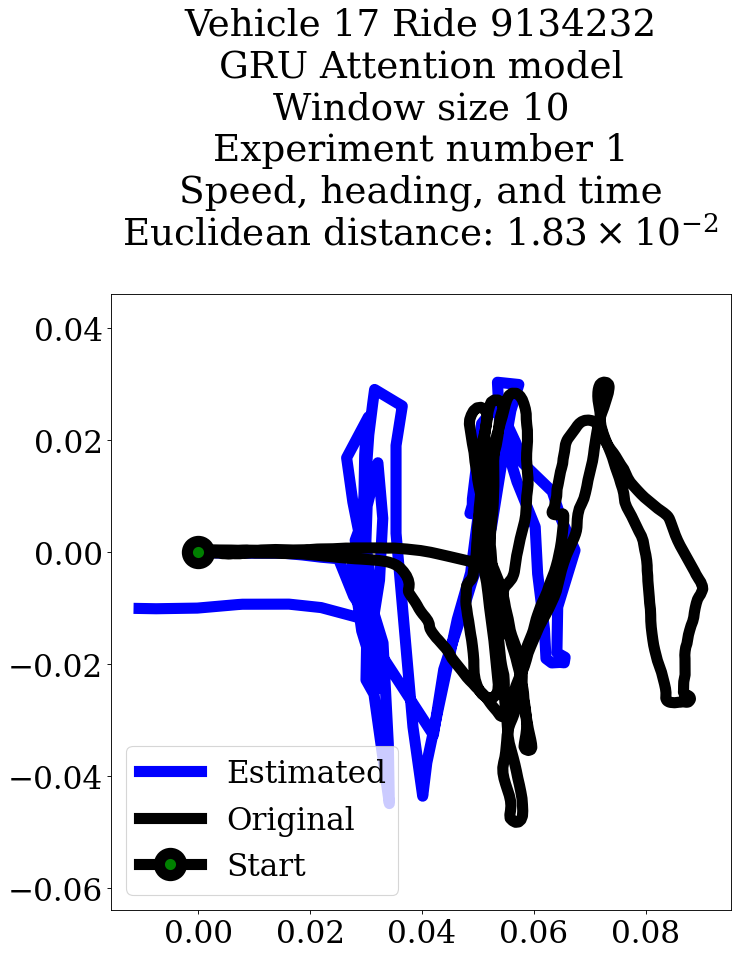 Vehicle 17 Ride 9134232
GRU Attention model
Window size 10
Experiment number 1
Speed, heading, and time
Euclidean distance: 1.83 × 10⁻²
0.04
0.02
0.00
−0.02
−0.04
−0.06
Estimated
Original
Start
0.00 0.02 0.04 0.06 0.08